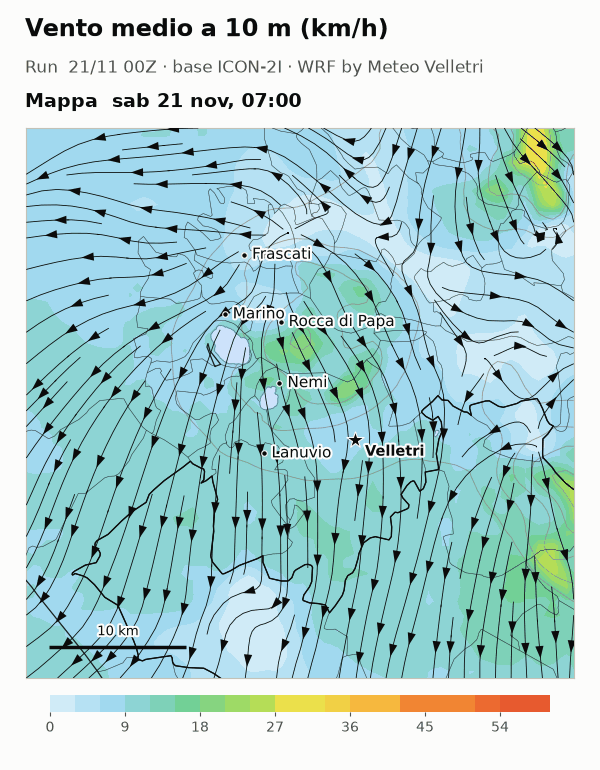 Vento medio a 10 m (km/h)
Run 21/11 00Z · base ICON-2I · WRF by Meteo Velletri
Mappa sab 21 nov, 07:00
Frascati
Marino
Rocca di Papa
Nemi
Velletri
Lanuvio
10 km
0 9 18 27 36 45 54